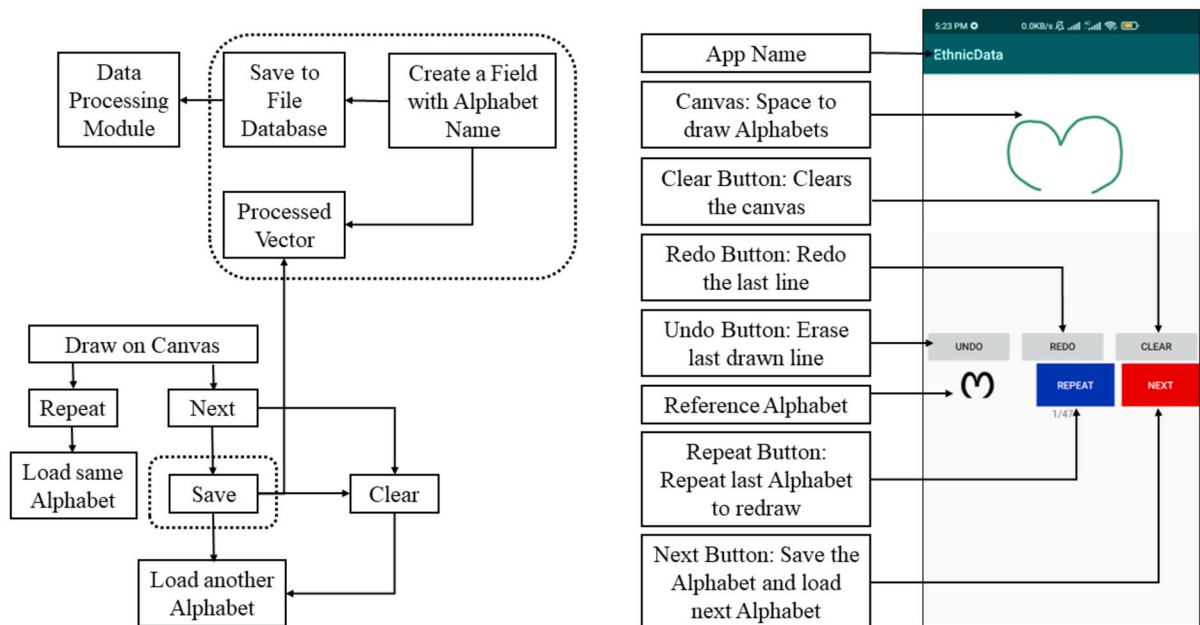 Data
Processing
Module
Save to
File
Database
Create a Field
with Alphabet
Name
Processed
Vector
Draw on Canvas
Repeat
Next
Load same
Alphabet
Save
Clear
Load another
Alphabet
App Name
Canvas: Space to
draw Alphabets
Clear Button: Clears
the canvas
Redo Button: Redo
the last line
Undo Button: Erase
last drawn line
Reference Alphabet
Repeat Button:
Repeat last Alphabet
to redraw
Next Button: Save the
Alphabet and load
next Alphabet
5:23 PM 0.0KB/s
EthnicData
UNDO REDO CLEAR
REPEAT NEXT
1/47